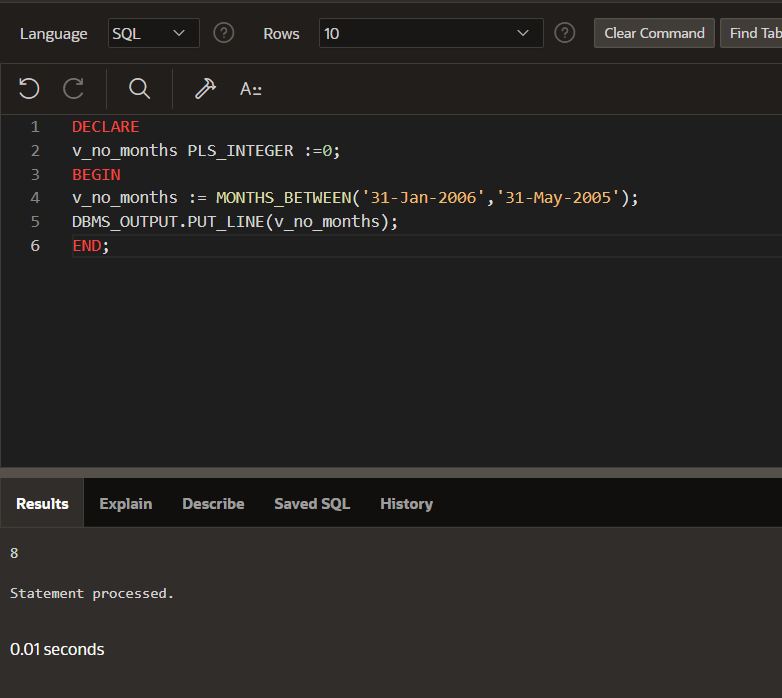 Language SQL ? Rows 10 ? Clear Command Find Tab
A::
1 DECLARE
2 v_no_months PLS_INTEGER :=0;
3 BEGIN
4 v_no_months := MONTHS_BETWEEN('31-Jan-2006','31-May-2005');
5 DBMS_OUTPUT.PUT_LINE(v_no_months);
6 END;
Results Explain Describe Saved SQL History
8
Statement processed.
0.01 seconds